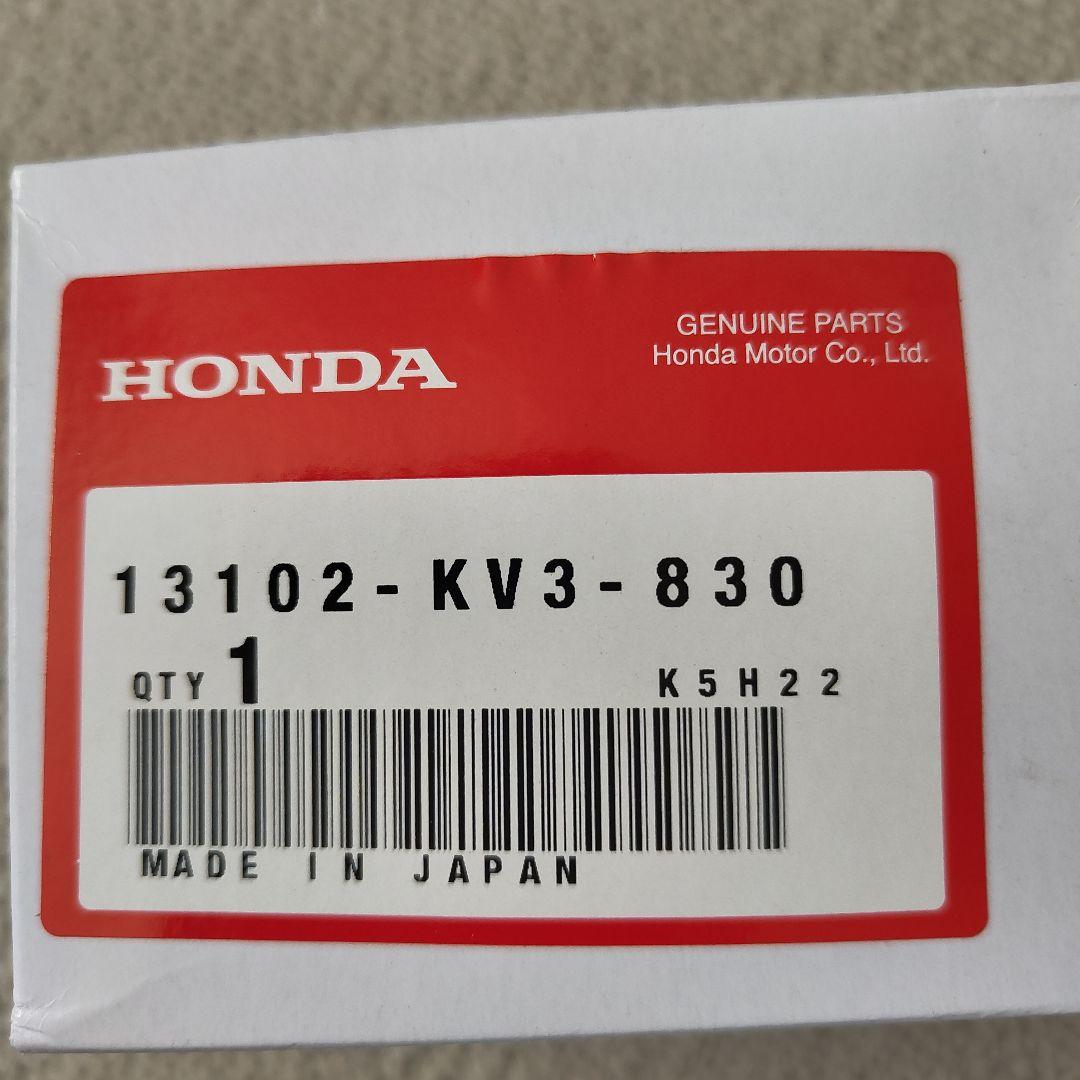 HONDA
GENUINE PARTS
Honda Motor Co., Ltd.
13102-KV3-830
QTY 1
K5H22
MADE IN JAPAN